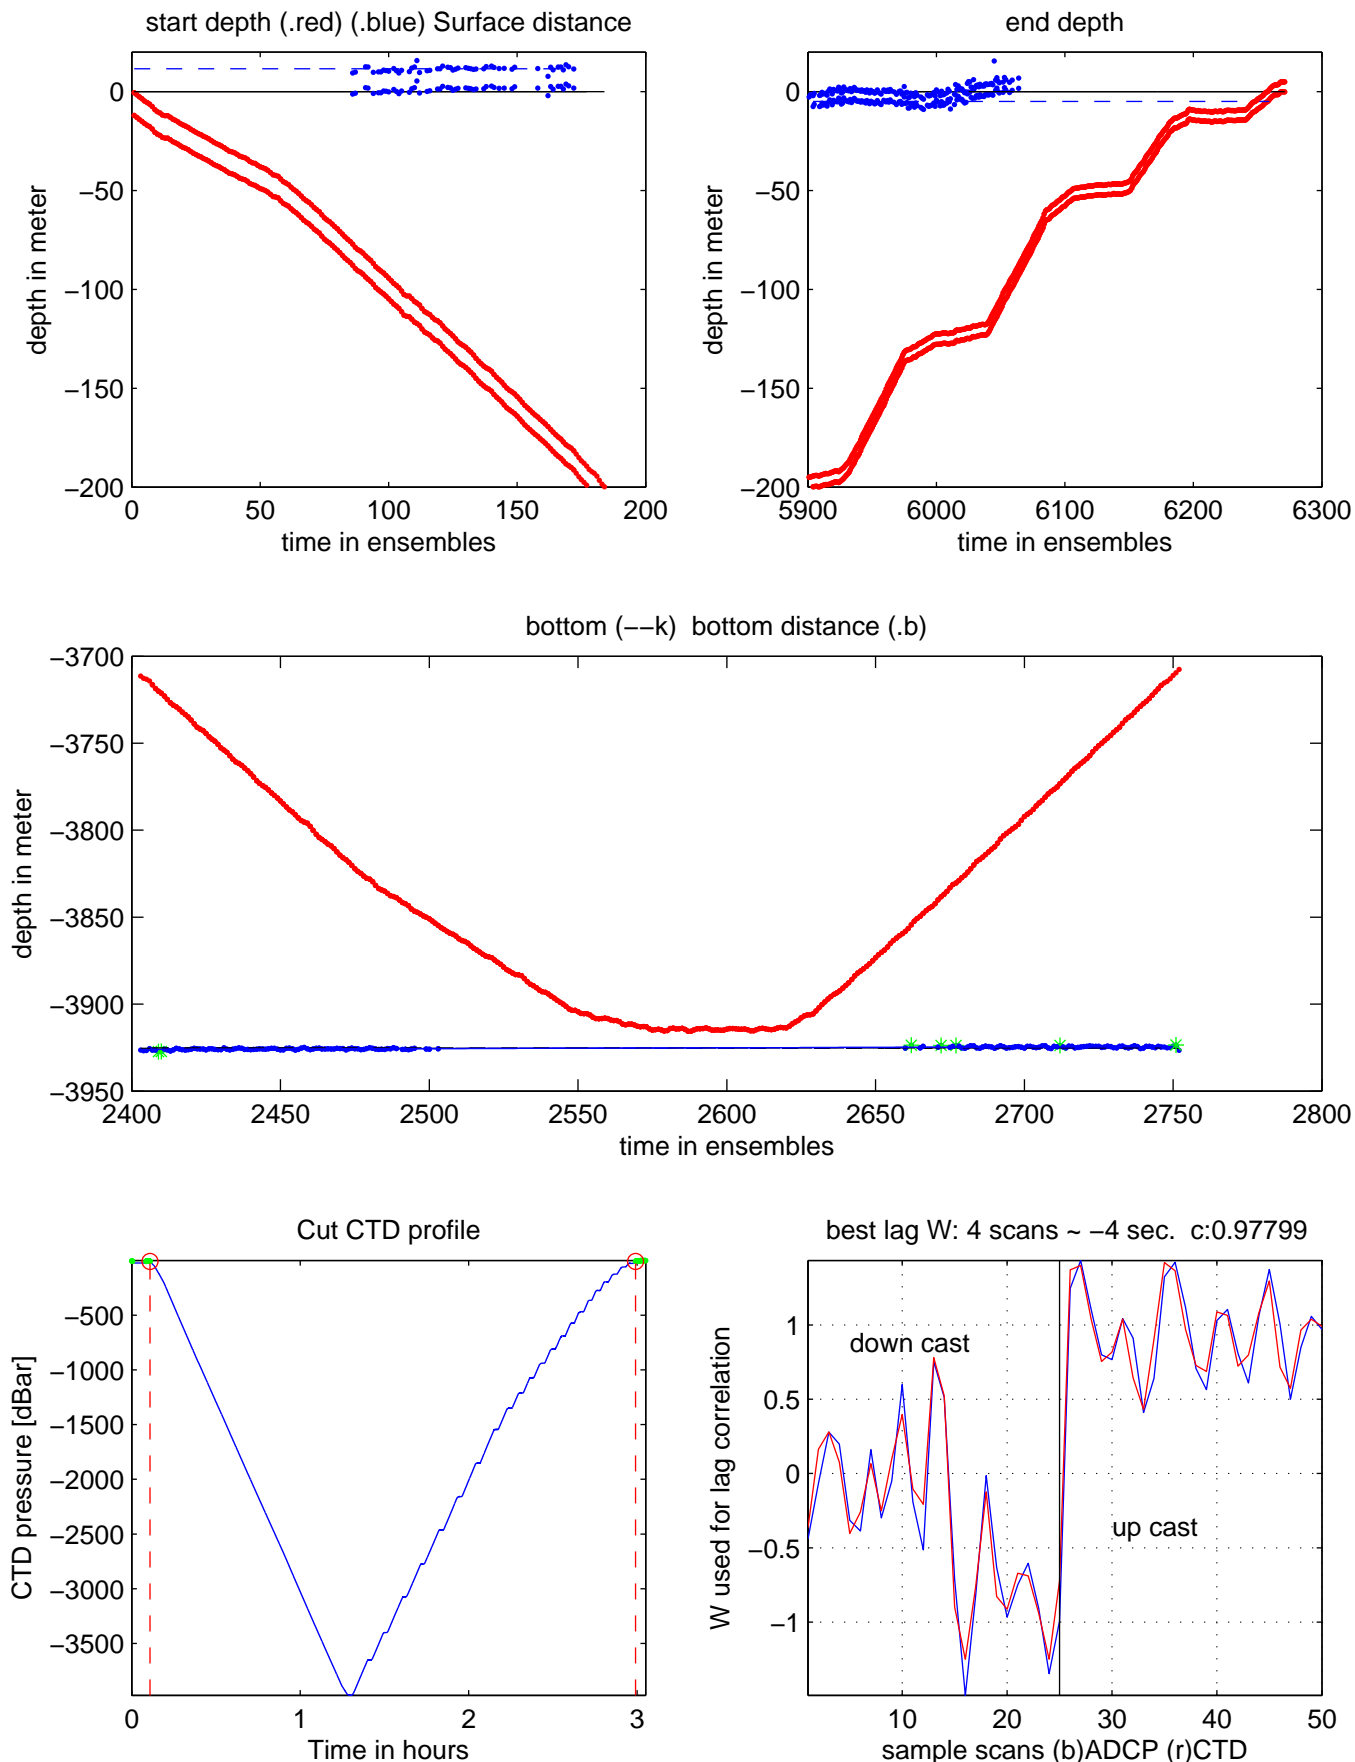 start depth (.red) (.blue) Surface distance
0
−50
−100
−150
−200
depth in meter
0 50 100 150 200
time in ensembles
end depth
0
−50
−100
−150
−200
depth in meter
5900 6000 6100 6200 6300
time in ensembles
bottom (−−k) bottom distance (.b)
−3700
−3750
−3800
−3850
−3900
−3950
depth in meter
2400 2450 2500 2550 2600 2650 2700 2750 2800
time in ensembles
Cut CTD profile
−500
−1000
−1500
−2000
−2500
−3000
−3500
CTD pressure [dBar]
0 1 2 3
Time in hours
best lag W: 4 scans ~ −4 sec. c:0.97799
1
0.5
0
−0.5
−1
W used for lag correlation
down cast
up cast
10 20 30 40 50
sample scans (b)ADCP (r)CTD